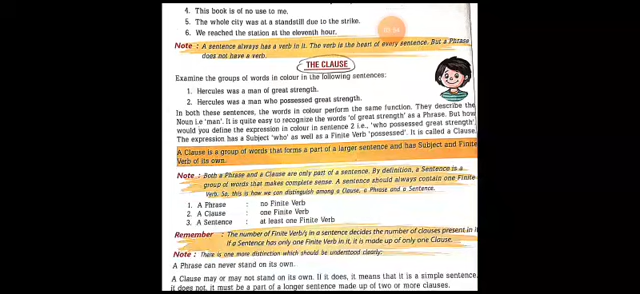 4. This book is of no use to me.
5. The whole city was at a standstill due to the strike.
6. We reached the station at the eleventh hour.
Note : A sentence always has a verb in it. The verb is the heart of every sentence. But a Phrase
does not have a verb.
THE CLAUSE
Examine the groups of words in colour in the following sentences:
1. Hercules was a man of great strength.
2. Hercules was a man who possessed great strength.
In both these sentences, the words in colour perform the same function. They describe the
Noun i.e 'man'. It is quite easy to recognize the words 'of great strength' as a Phrase. But how
would you define the expression in colour in sentence 2 i.e., 'who possessed great strength'.
The expression has a Subject 'who' as well as a Finite Verb 'possessed'. It is called a Clause.
A Clause is a group of words that forms a part of a larger sentence and has Subject and Finite
Verb of its own.
Note : Both a Phrase and a Clause are only part of a sentence. By definition, a Sentence is a
group of words that makes complete sense. A sentence should always contain one Finite
Verb. So, this is how we can distinguish among a Clause, a Phrase and a Sentence.
1. A Phrase : no Finite Verb
2. A Clause : one Finite Verb
3. A Sentence : at least one Finite Verb
Remember : The number of Finite Verb/s in a sentence decides the number of clauses present in it
If a Sentence has only one Finite Verb in it, it is made up of only one Clause.
Note : There is one more distinction which should be understood clearly:
A Phrase can never stand on its own.
A Clause may or may not stand on its own. If it does, it means that it is a simple sentence.
it does not, it must be part of a longer sentence made up of two or more clauses.